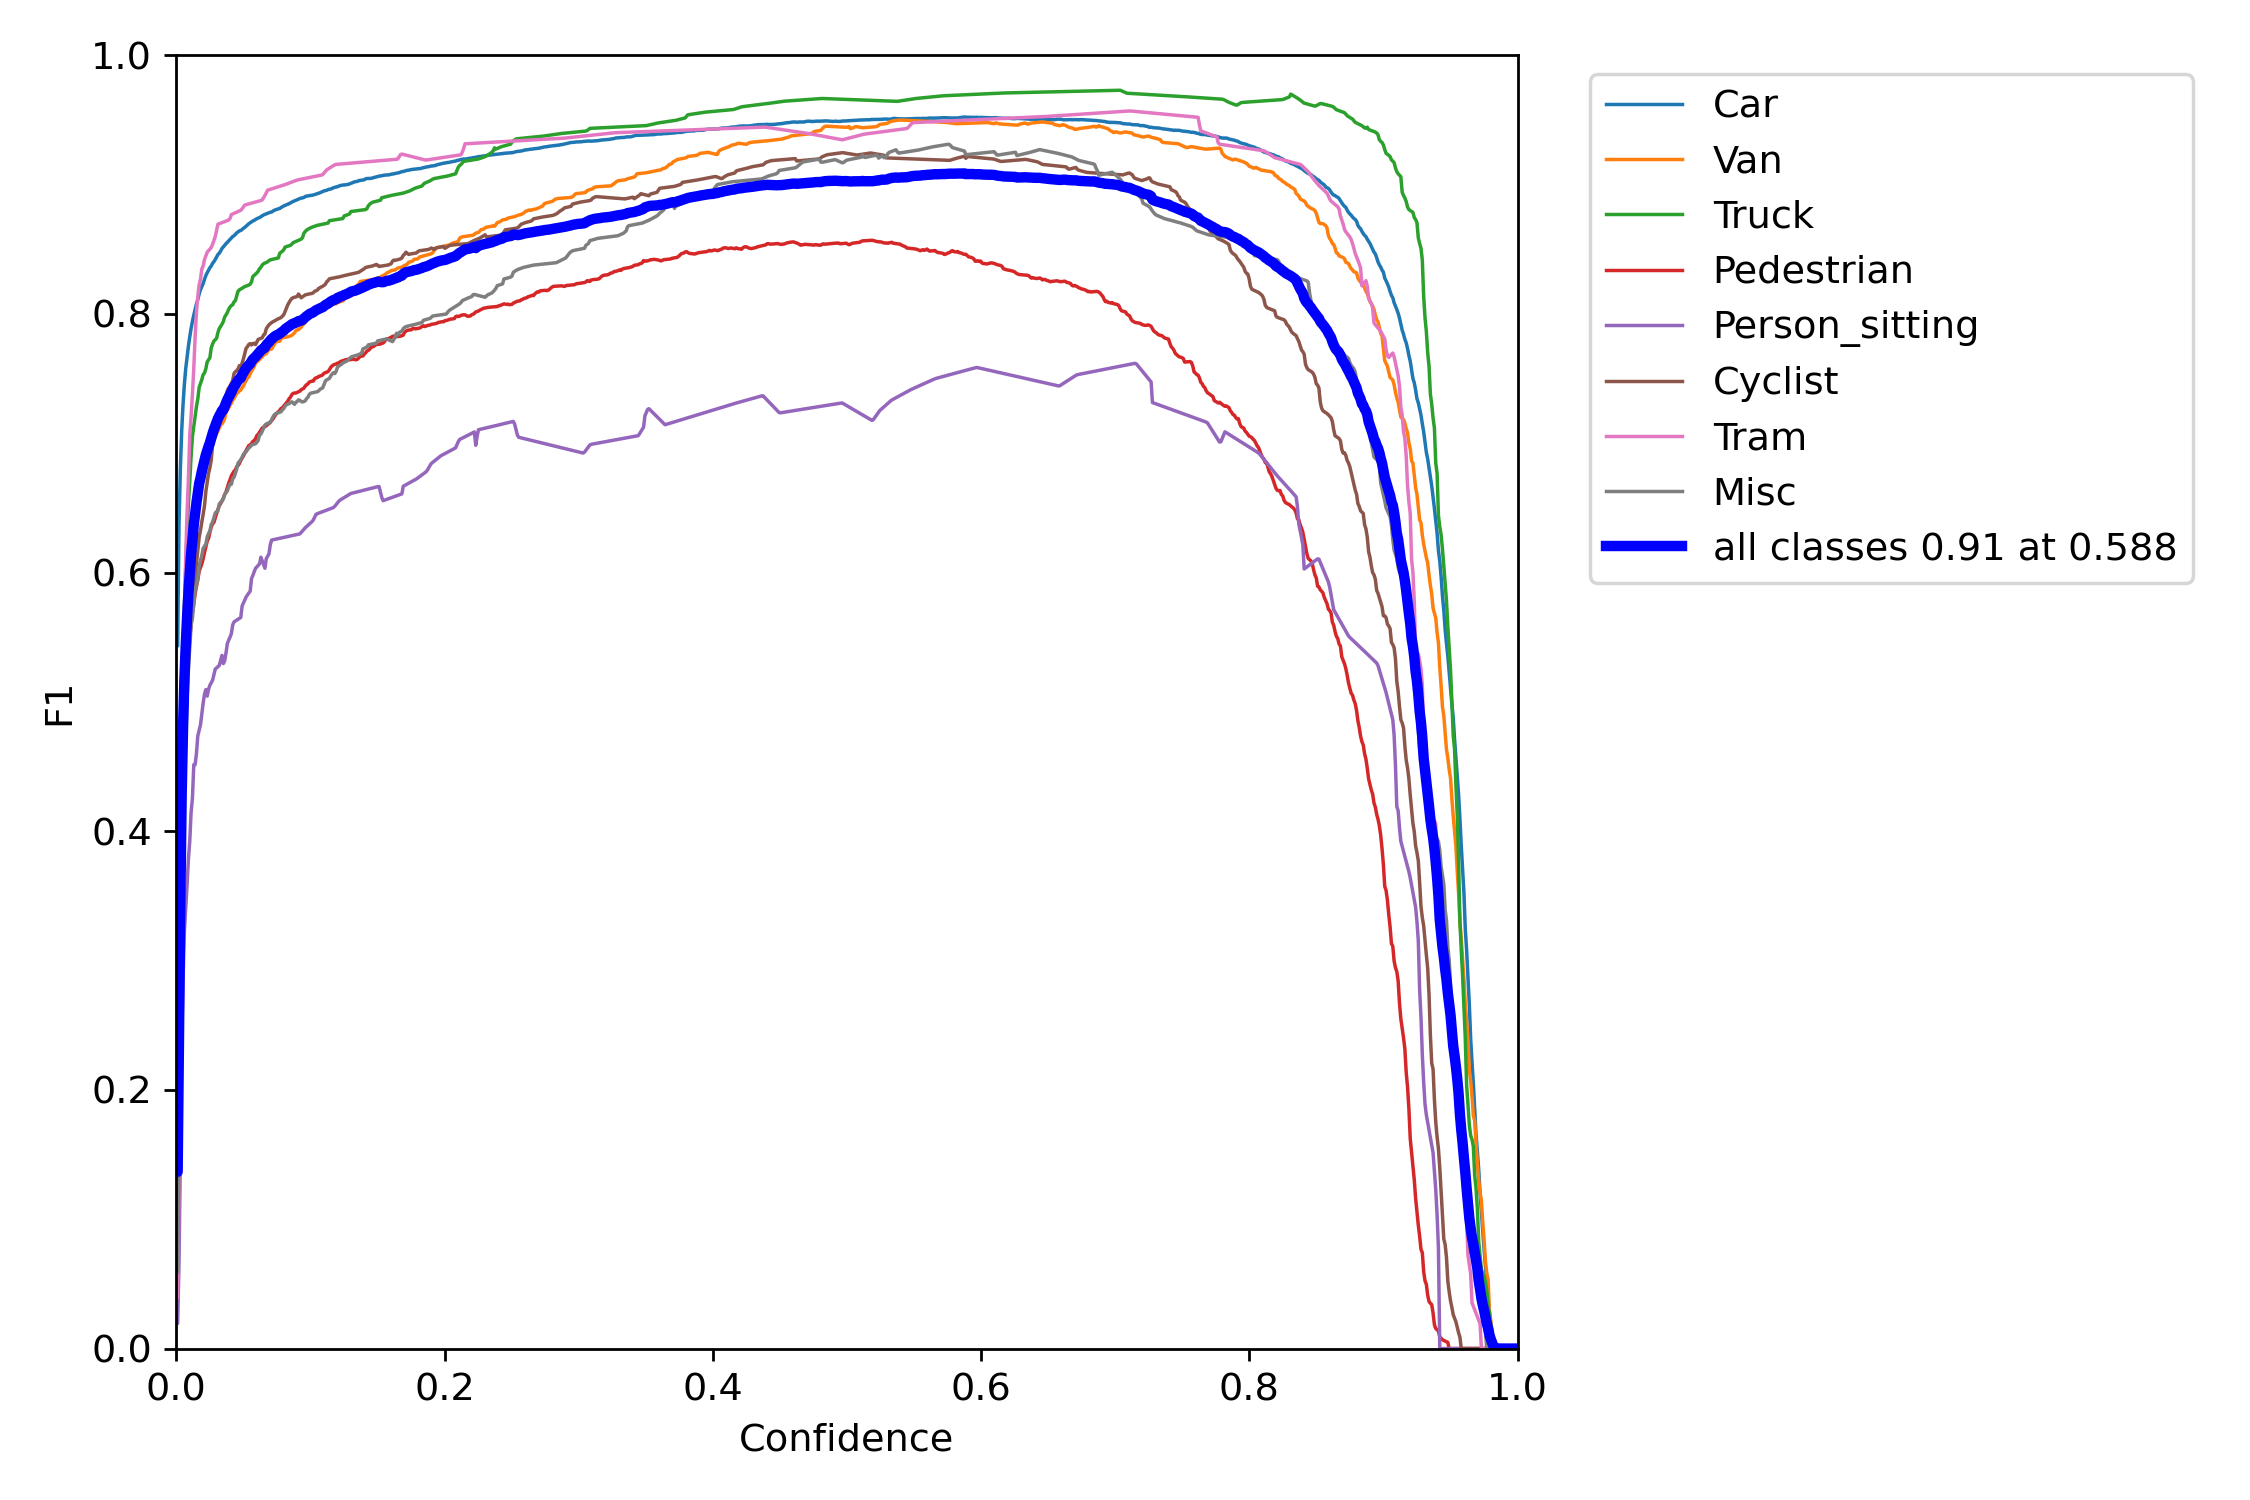 1.0
0.8
0.6
0.4
0.2
0.0
F1
0.0 0.2 0.4 0.6 0.8 1.0
Confidence
Car
Van
Truck
Pedestrian
Person_sitting
Cyclist
Tram
Misc
all classes 0.91 at 0.588